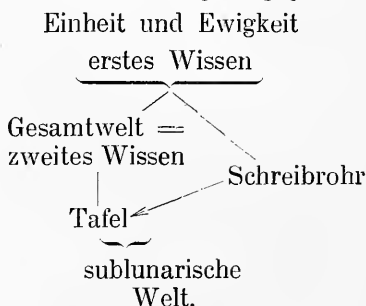 Einheit und Ewigkeit
erstes Wissen
Gesamtwelt =
zweites Wissen
Schreibrohr
Tafel
sublunarische
Welt.